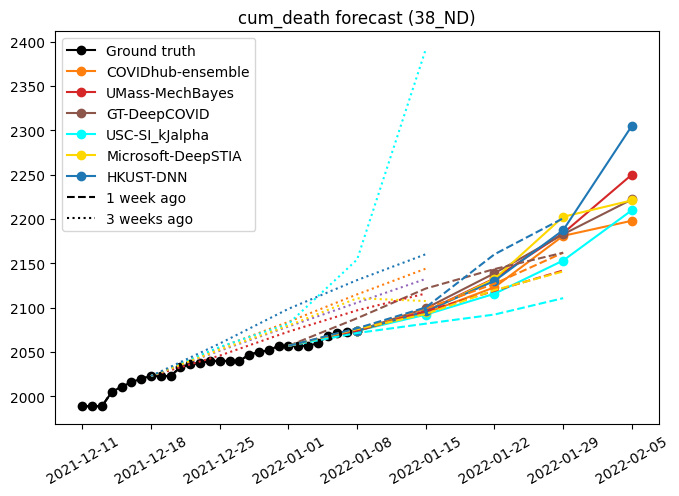 cum_death forecast (38_ND)
2400
2350
2300
2250
2200
2150
2100
2050
2000
Ground truth
COVIDhub-ensemble
UMass-MechBayes
GT-DeepCOVID
USC-SI_kJalpha
Microsoft-DeepSTIA
HKUST-DNN
1 week ago
3 weeks ago
2021-12-11
2021-12-18
2021-12-25
2022-01-01
2022-01-08
2022-01-15
2022-01-22
2022-01-29
2022-02-05